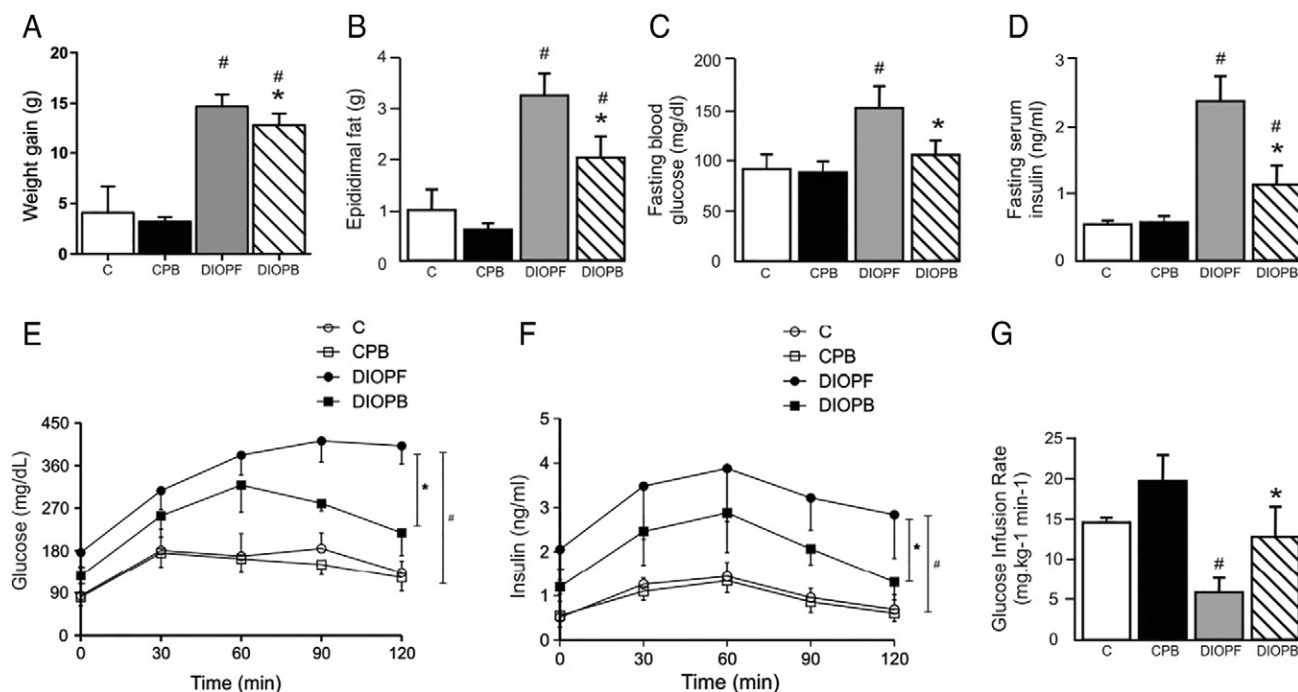 A
Weight gain (g)
20
15
10
5
0
#
#
*
C CPB DIOPF DIOPB
B
Epididimal fat (g)
4
3
2
1
0
#
#
*
C CPB DIOPF DIOPB
C
Fasting blood
glucose (mg/dl)
200
150
100
50
0
#
*
C CPB DIOPF DIOPB
D
Fasting serum
insulin (ng/ml)
3
2
1
0
#
#
*
C CPB DIOPF DIOPB
E
C
CPB
DIOPF
DIOPB
Glucose (mg/dL)
450
360
270
180
90
0
*
#
0 30 60 90 120
Time (min)
F
C
CPB
DIOPF
DIOPB
Insulin (ng/ml)
5
4
3
2
1
0
*
#
0 30 60 90 120
Time (min)
G
Glucose Infusion Rate
(mg.kg-1 min-1)
25
20
15
10
5
0
#
*
C CPB DIOPF DIOPB